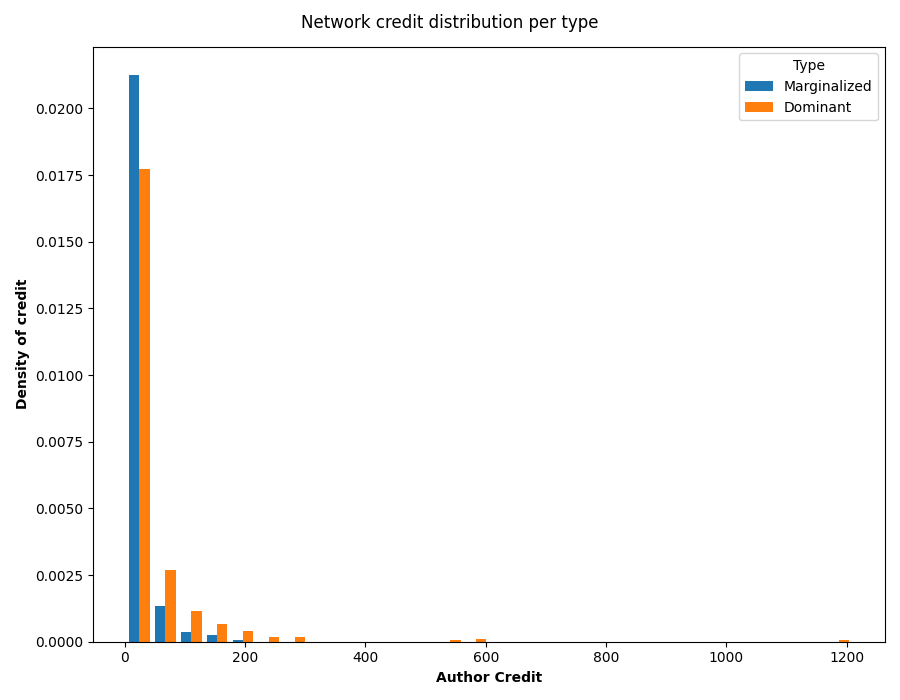 Network credit distribution per type
Type
Marginalized
Dominant
0.0200
0.0175
0.0150
0.0125
0.0100
0.0075
0.0050
0.0025
0.0000
Density of credit
0 200 400 600 800 1000 1200
Author Credit